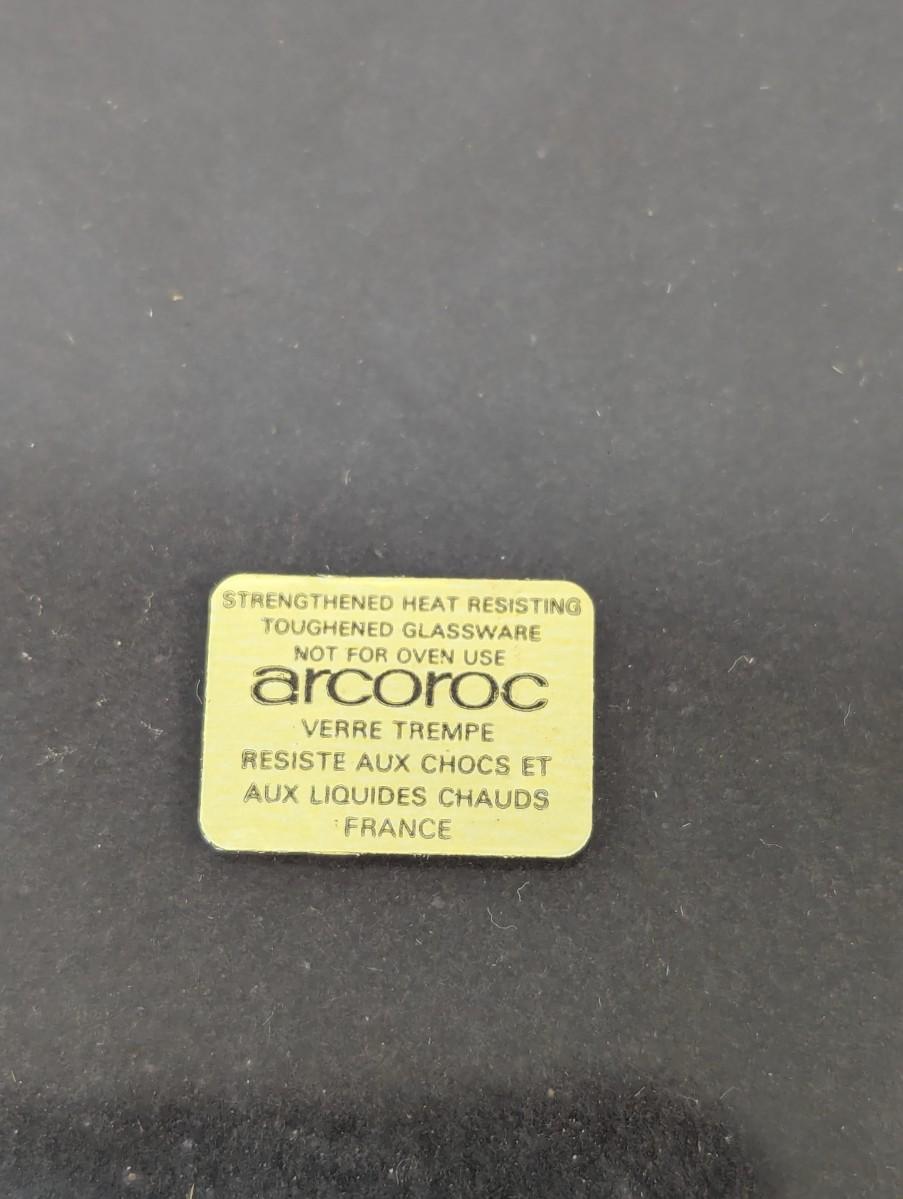 STRENGTHENED HEAT RESISTING
TOUGHENED GLASSWARE
NOT FOR OVEN USE
arcoroc
VERRE TREMPE
RESISTE AUX CHOCS ET
AUX LIQUIDES CHAUDS
FRANCE